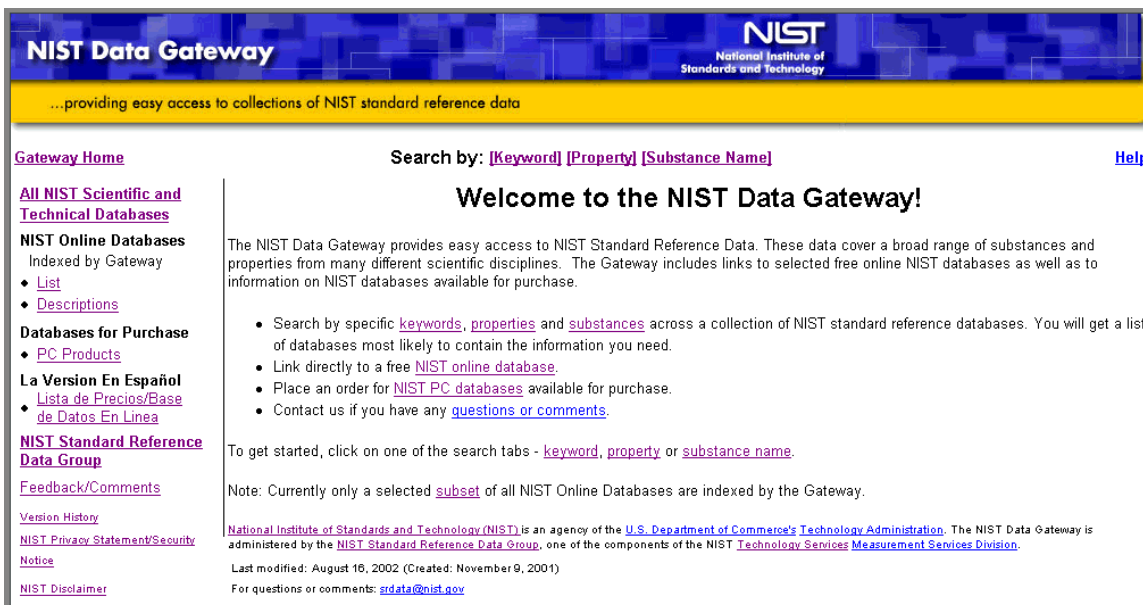 NIST Data Gateway
NIST
National Institute of
Standards and Technology
...providing easy access to collections of NIST standard reference data
Gateway Home
Search by: [Keyword] [Property] [Substance Name]
Help
All NIST Scientific and
Technical Databases
NIST Online Databases
Indexed by Gateway
List
Descriptions
Databases for Purchase
PC Products
La Version En Español
Lista de Precios/Base
de Datos En Linea
NIST Standard Reference
Data Group
Feedback/Comments
Version History
NIST Privacy Statement/Security
Notice
NIST Disclaimer
Welcome to the NIST Data Gateway!
The NIST Data Gateway provides easy access to NIST Standard Reference Data. These data cover a broad range of substances and
properties from many different scientific disciplines. The Gateway includes links to selected free online NIST databases as well as to
information on NIST databases available for purchase.
Search by specific keywords, properties and substances across a collection of NIST standard reference databases. You will get a list
of databases most likely to contain the information you need.
Link directly to a free NIST online database.
Place an order for NIST PC databases available for purchase.
Contact us if you have any questions or comments.
To get started, click on one of the search tabs - keyword, property or substance name.
Note: Currently only a selected subset of all NIST Online Databases are indexed by the Gateway.
National Institute of Standards and Technology (NIST) is an agency of the U.S. Department of Commerce's Technology Administration. The NIST Data Gateway is
administered by the NIST Standard Reference Data Group, one of the components of the NIST Technology Services Measurement Services Division.
Last modified: August 16, 2002 (Created: November 9, 2001)
For questions or comments: srdata@nist.gov